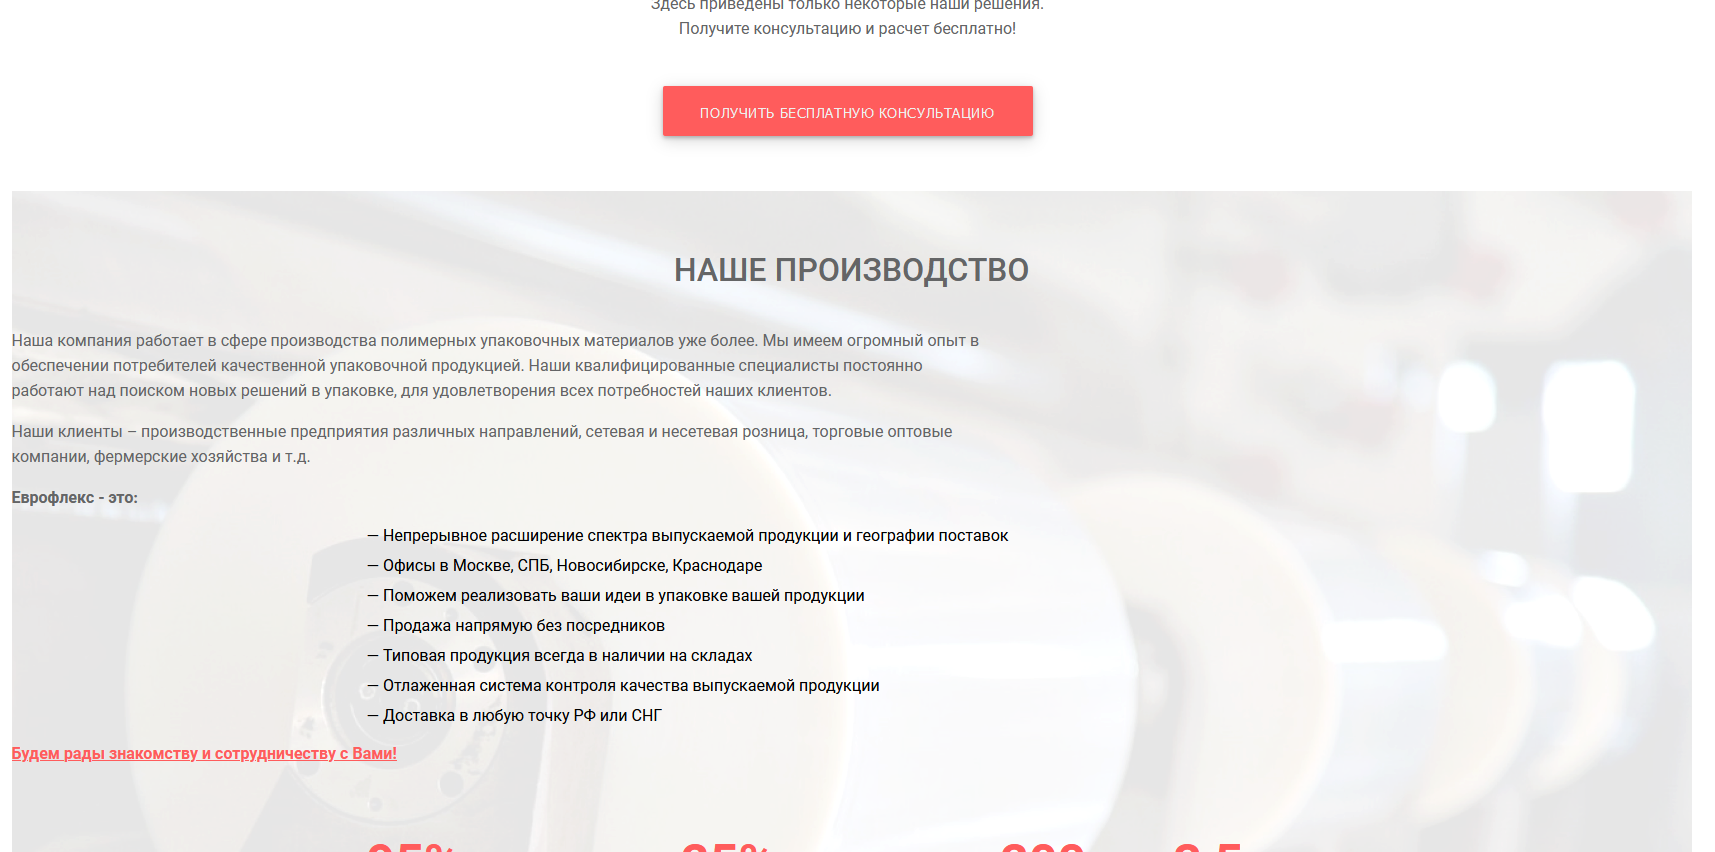 Здесь приведены только некоторые наши решения.
Получите консультацию и расчет бесплатно!
ПОЛУЧИТЬ БЕСПЛАТНУЮ КОНСУЛЬТАЦИЮ
НАШЕ ПРОИЗВОДСТВО
Наша компания работает в сфере производства полимерных упаковочных материалов уже более. Мы имеем огромный опыт в
обеспечении потребителей качественной упаковочной продукцией. Наши квалифицированные специалисты постоянно
работают над поиском новых решений в упаковке, для удовлетворения всех потребностей наших клиентов.
Наши клиенты – производственные предприятия различных направлений, сетевая и несетевая розница, торговые оптовые
компании, фермерские хозяйства и т.д.
Еврофлекс - это:
— Непрерывное расширение спектра выпускаемой продукции и географии поставок
— Офисы в Москве, СПБ, Новосибирске, Краснодаре
— Поможем реализовать ваши идеи в упаковке вашей продукции
— Продажа напрямую без посредников
— Типовая продукция всегда в наличии на складах
— Отлаженная система контроля качества выпускаемой продукции
— Доставка в любую точку РФ или СНГ
Будем рады знакомству и сотрудничеству с Вами!